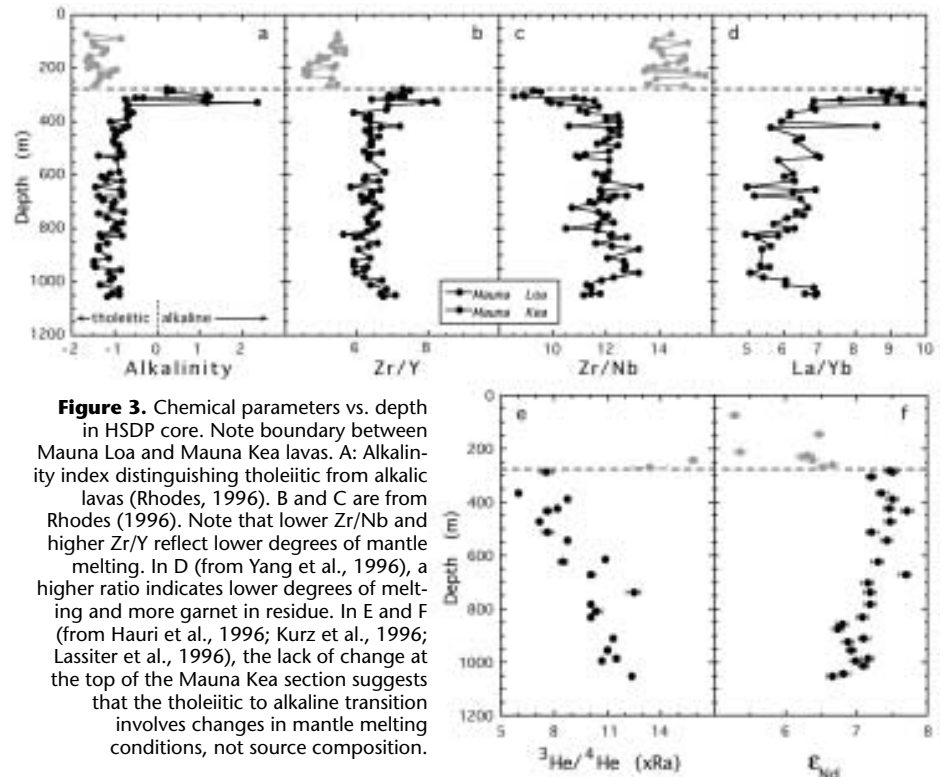 a
b
c
d
0
200
400
600
800
1000
1200
Depth (m)
tholeiitic alkaline
Mauna Loa
Mauna Kea
-2 -1 0 1 2
6 8
10 12 14
5 6 7 8 9 10
Alkalinity
Zr/Y
Zr/Nb
La/Yb
Figure 3. Chemical parameters vs. depth
in HSDP core. Note boundary between
Mauna Loa and Mauna Kea lavas. A: Alkalin-
ity index distinguishing tholeiitic from alkalic
lavas (Rhodes, 1996). B and C are from
Rhodes (1996). Note that lower Zr/Nb and
higher Zr/Y reflect lower degrees of mantle
melting. In D (from Yang et al., 1996), a
higher ratio indicates lower degrees of melt-
ing and more garnet in residue. In E and F
(from Hauri et al., 1996; Kurz et al., 1996;
Lassiter et al., 1996), the lack of change at
the top of the Mauna Kea section suggests
that the tholeiitic to alkaline transition
involves changes in mantle melting
conditions, not source composition.
e
f
0
200
400
600
800
1000
1200
Depth (m)
5 6 7 8 10 12 14
6 7 8
³He/⁴He (xRa)
εNd